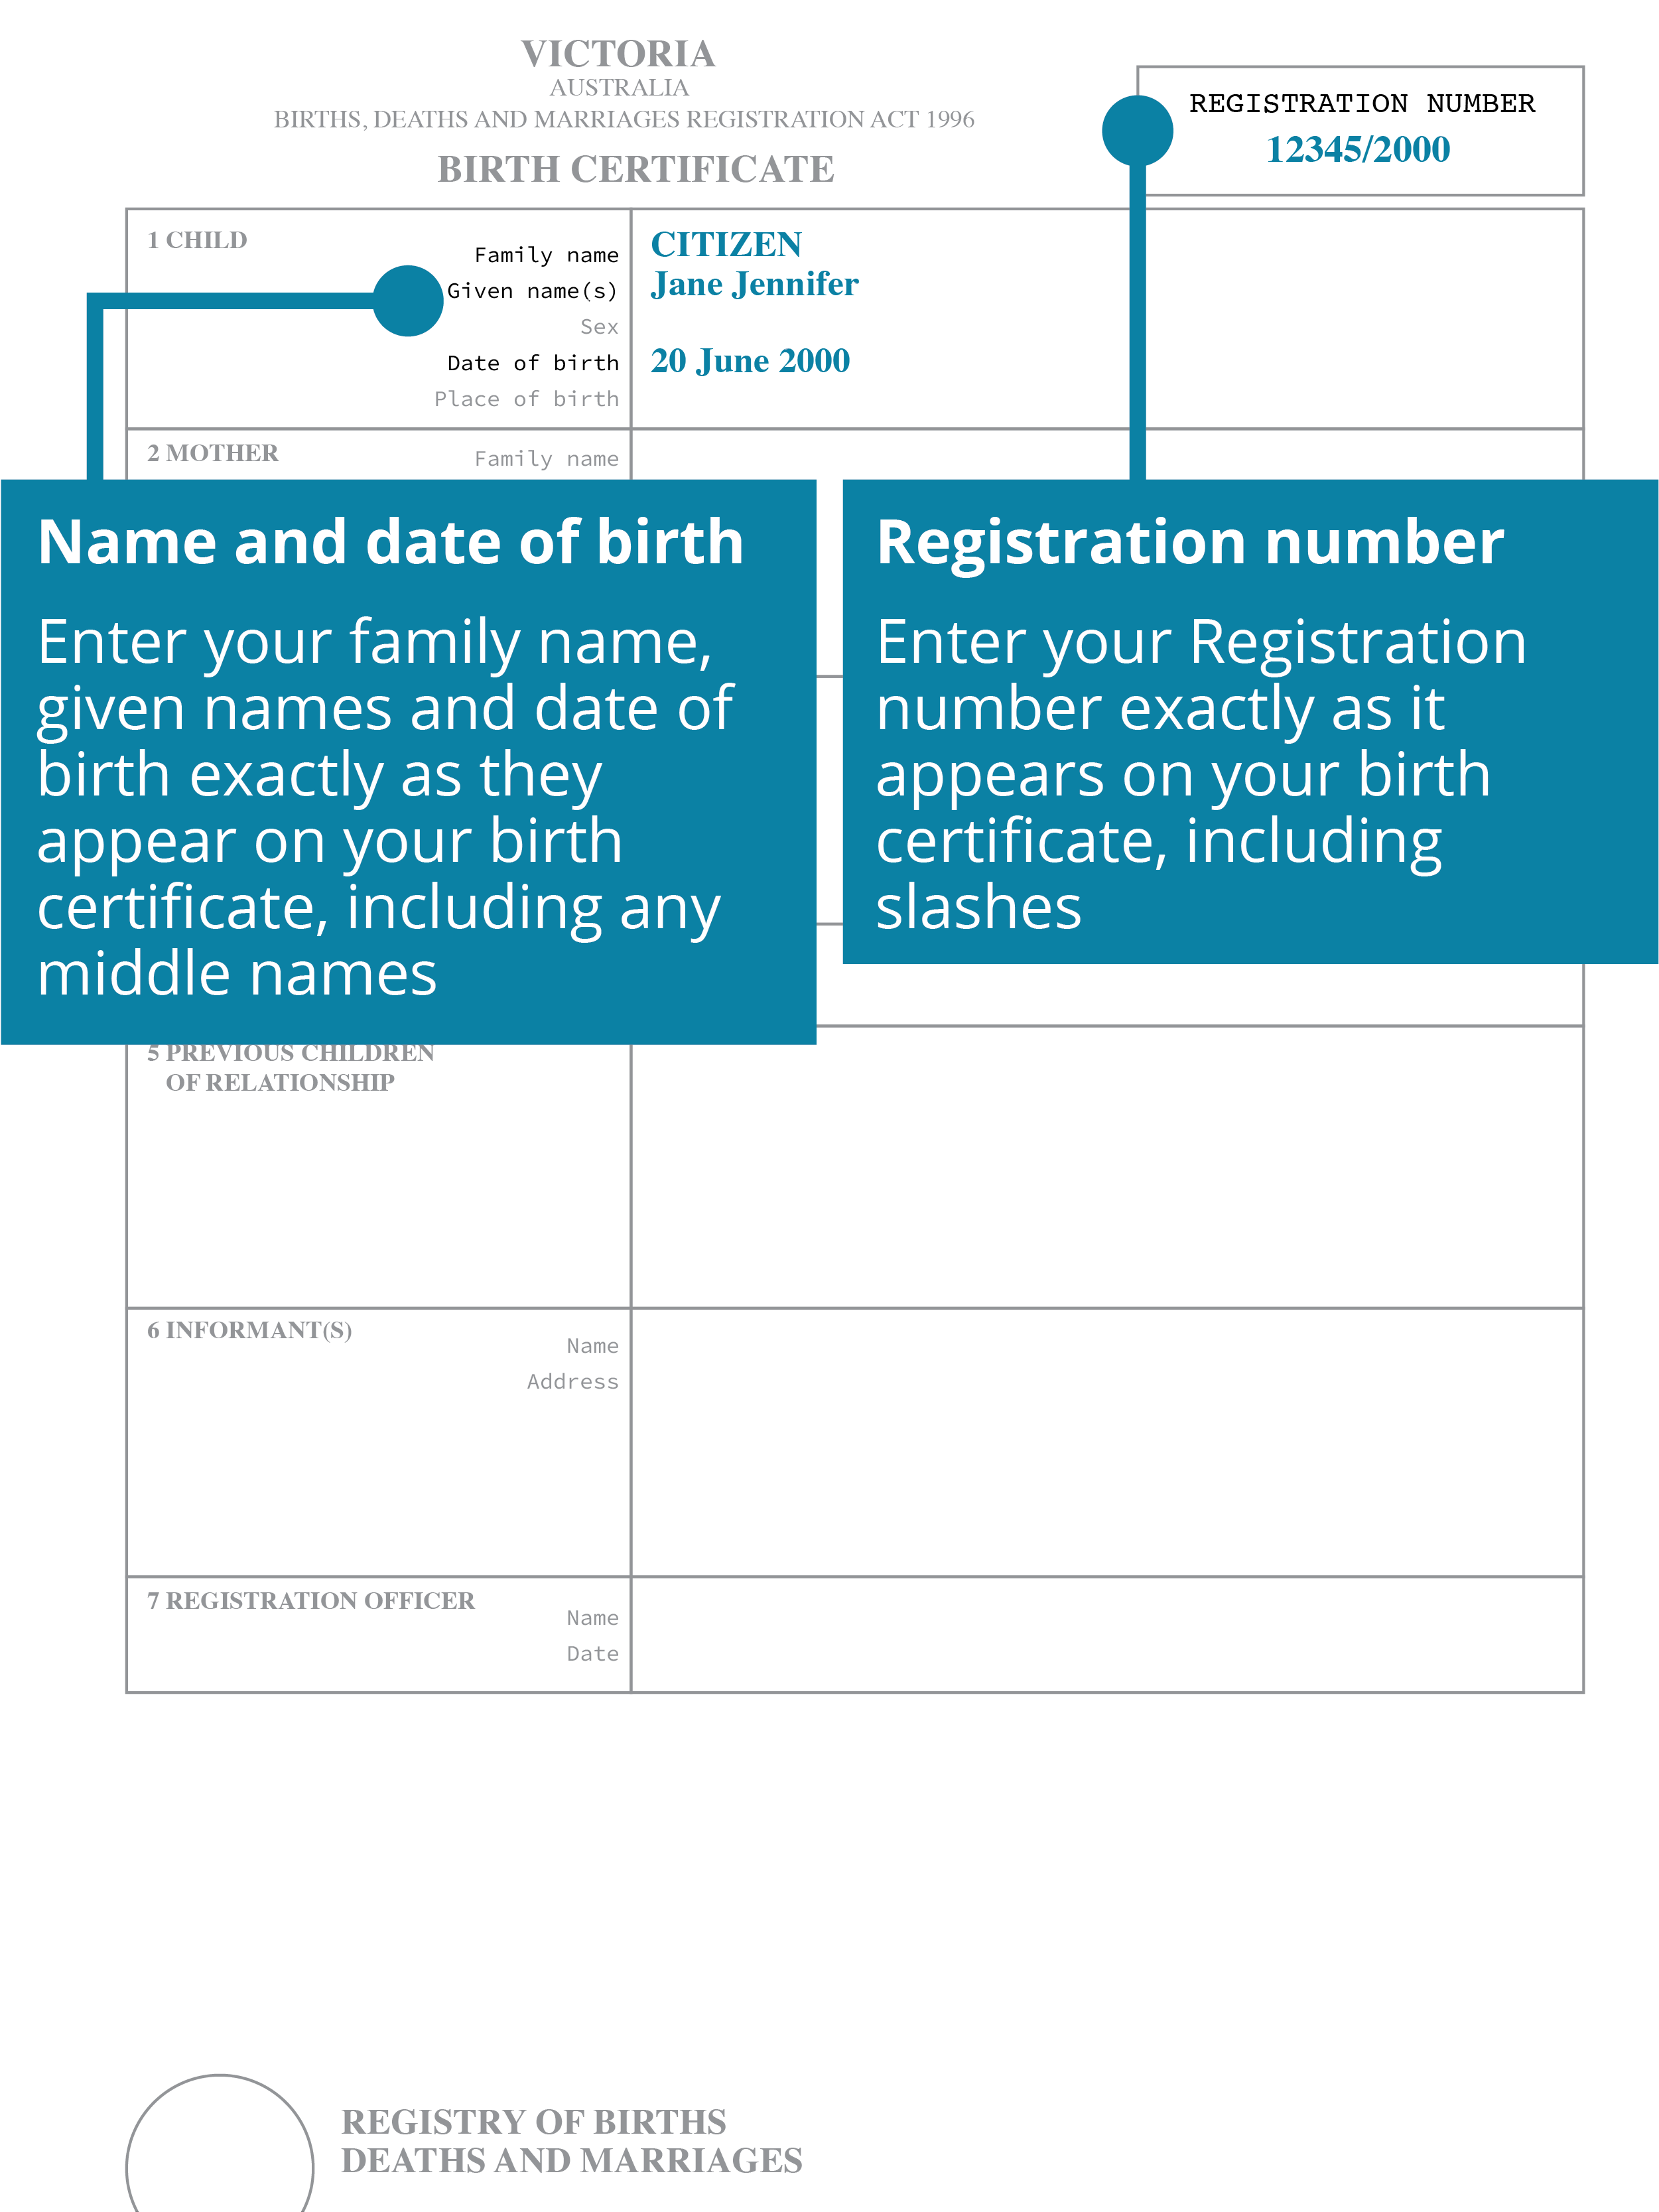 VICTORIA
AUSTRALIA
BIRTHS, DEATHS AND MARRIAGES REGISTRATION ACT 1996
BIRTH CERTIFICATE
REGISTRATION NUMBER
12345/2000
1 CHILD
Family name CITIZEN
Given name(s) Jane Jennifer
Sex
Date of birth 20 June 2000
Place of birth
2 MOTHER
Family name
Name and date of birth
Enter your family name,
given names and date of
birth exactly as they
appear on your birth
certificate, including any
middle names
Registration number
Enter your Registration
number exactly as it
appears on your birth
certificate, including
slashes
5 PREVIOUS CHILDREN
OF RELATIONSHIP
6 INFORMANT(S)
Name
Address
7 REGISTRATION OFFICER
Name
Date
REGISTRY OF BIRTHS
DEATHS AND MARRIAGES